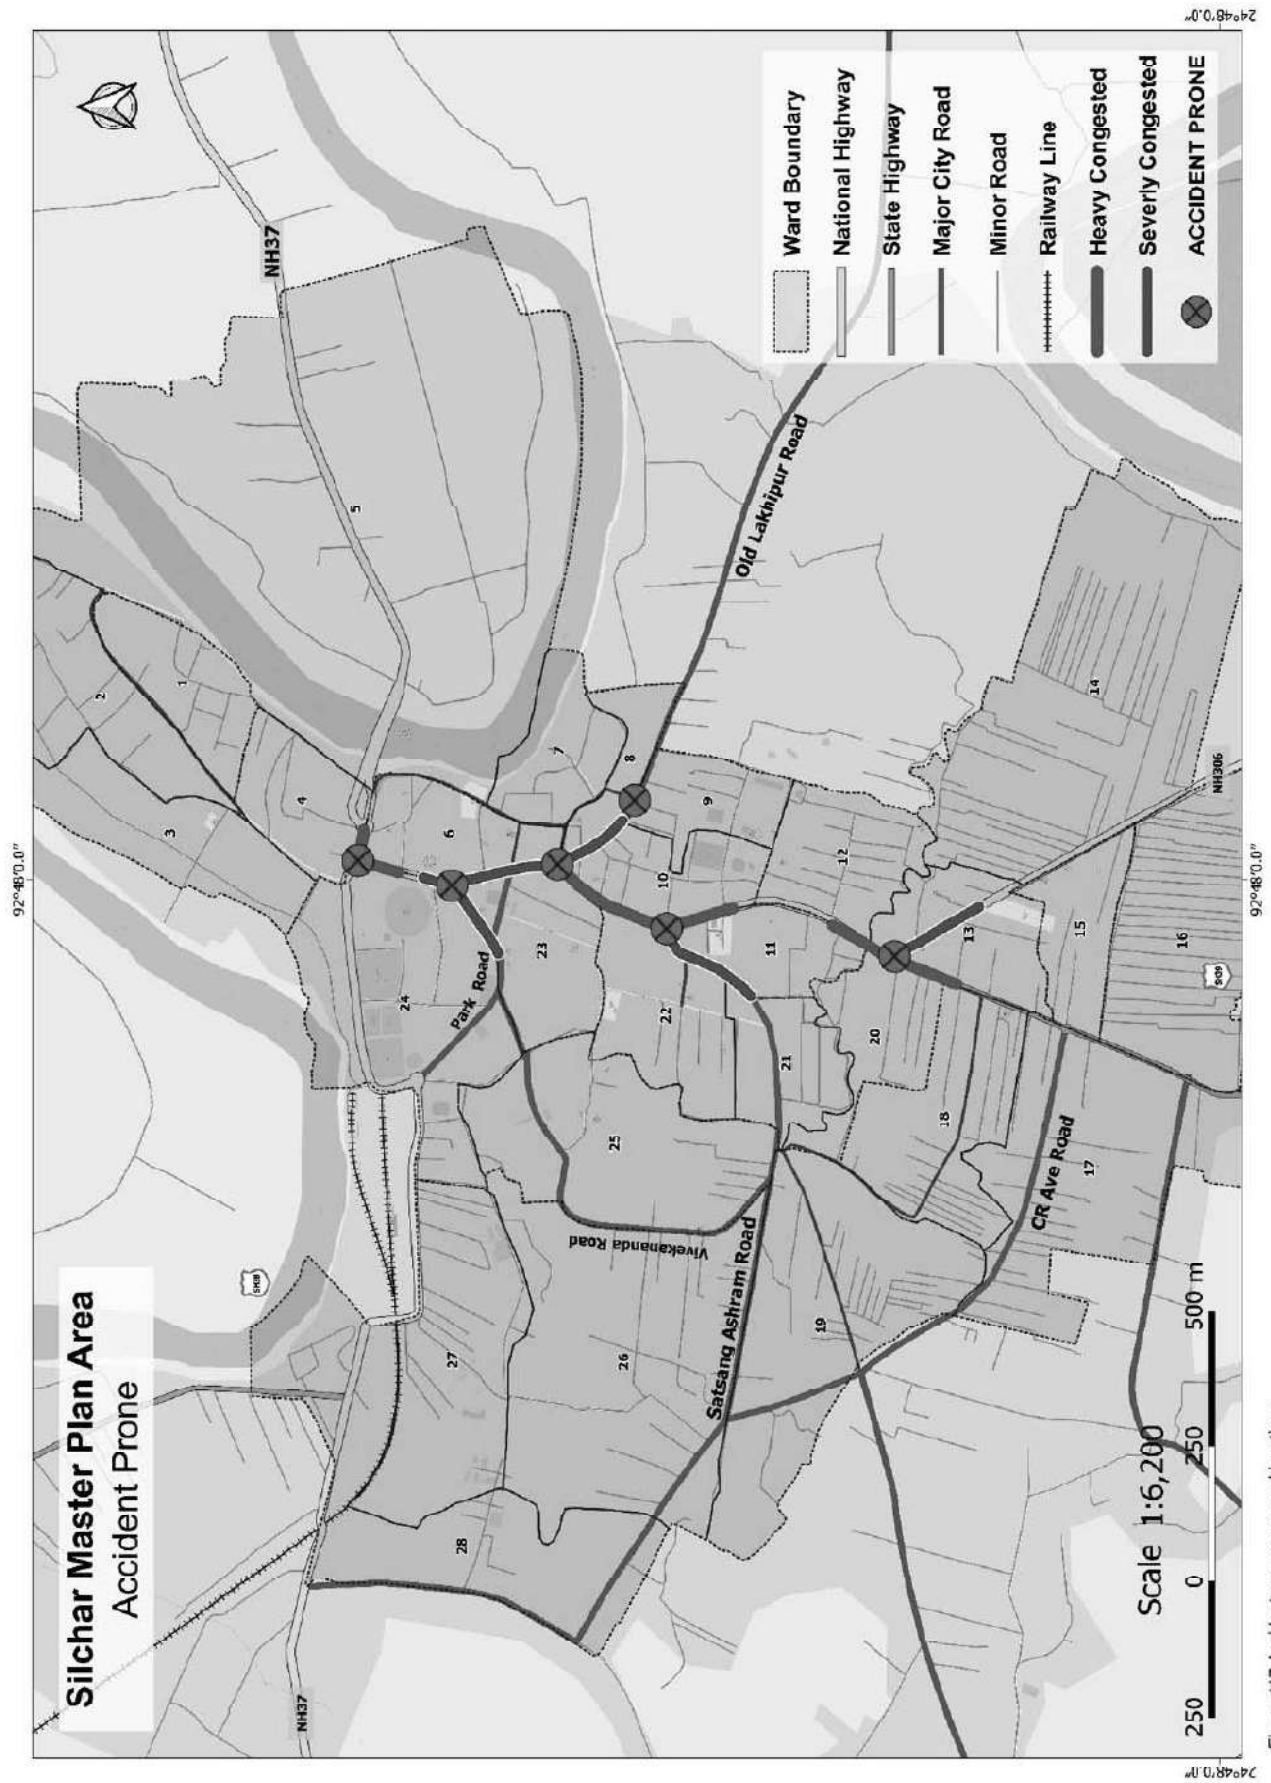 Silchar Master Plan Area
Accident Prone
92°48'0.0"
24°48'0.0"
NH37
NH37
SH38
Ward Boundary
National Highway
State Highway
Major City Road
Minor Road
Railway Line
Heavy Congested
Severly Congested
ACCIDENT PRONE
1
2
3
4
5
6
7
8
9
10
11
12
13
14
15
16
17
18
19
20
21
22
23
24
25
26
27
28
Park Road
Old Lakhipur Road
Vivekananda Road
Satsang Ashram Road
CR Ave Road
NH306
Scale 1:6,200
250 0 250 500 m
24°48'0.0"
92°48'0.0"